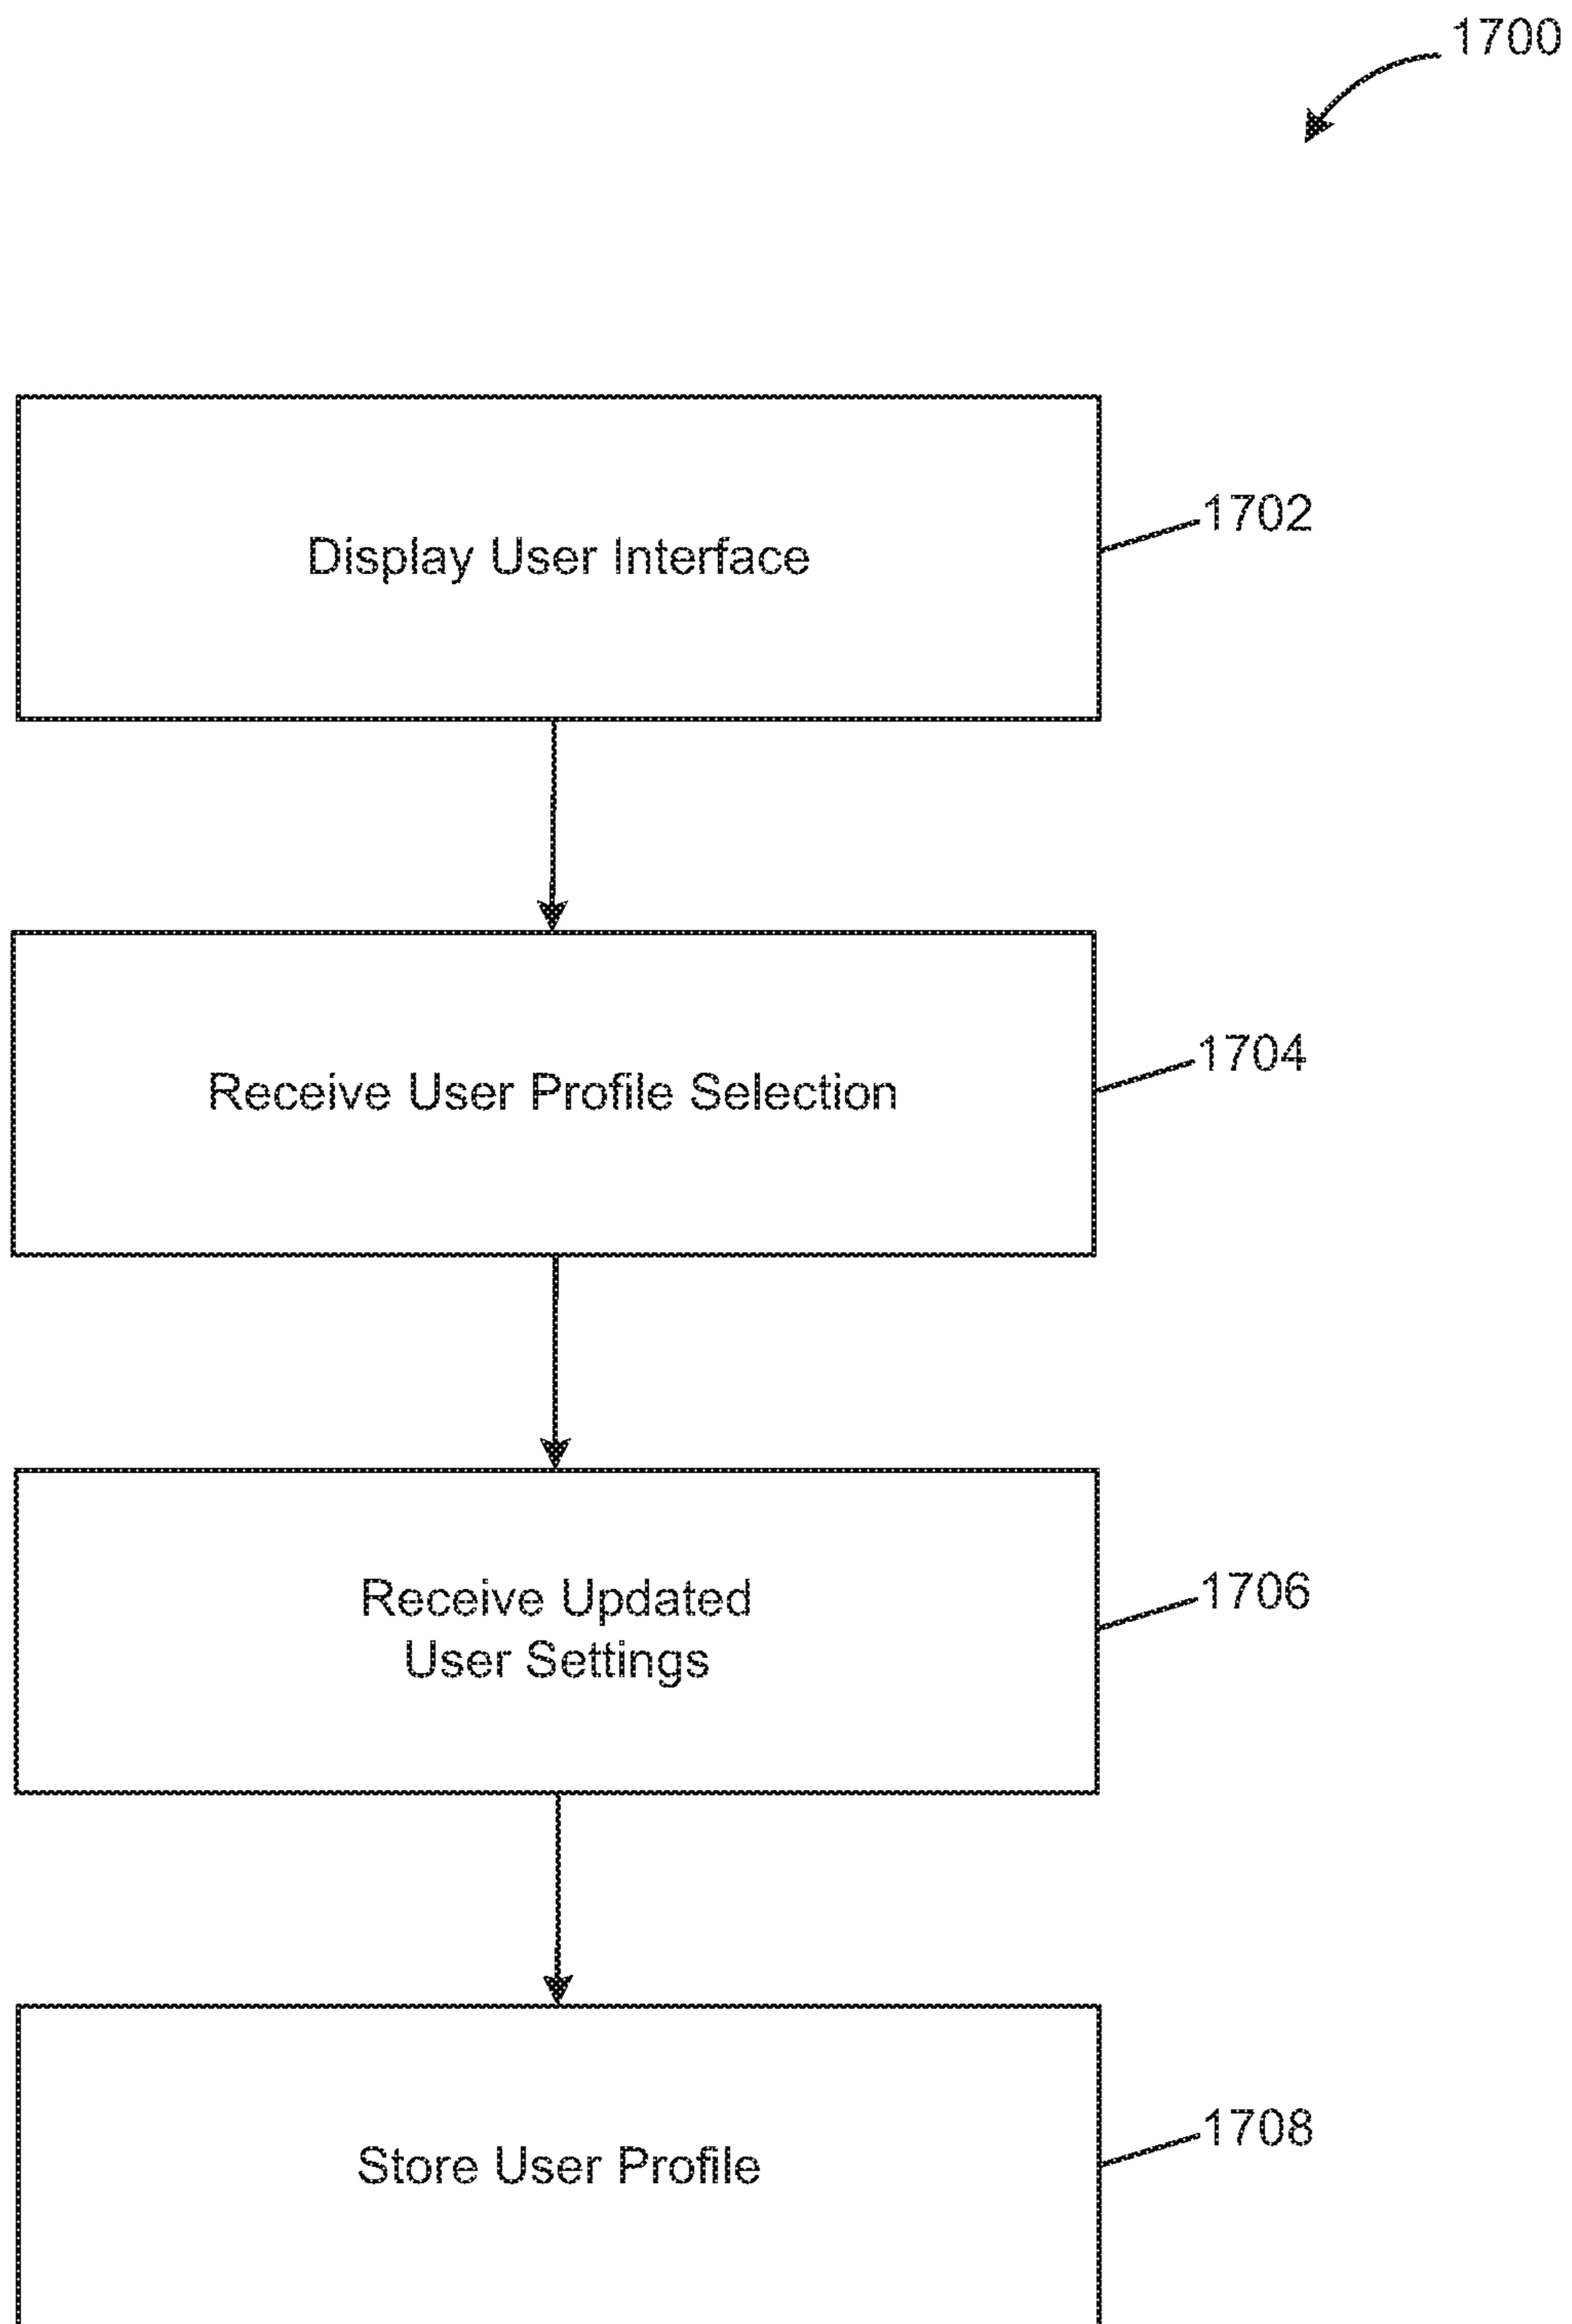 1700
Display User Interface
1702
Receive User Profile Selection
1704
Receive Updated
User Settings
1706
Store User Profile
1708